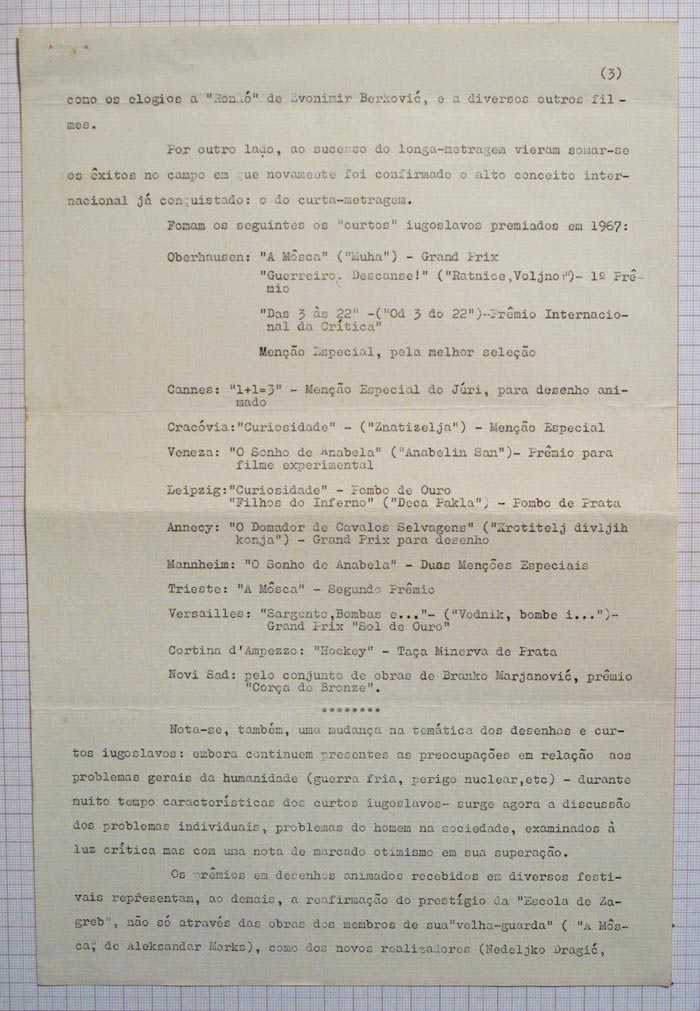 (3)
como os elogios a "Rondó" de Zvonimir Berković, e a diversos outros fil-
mes.
Por outro lado, ao sucesso do longa-metragem vieram somar-se
os êxitos no campo em que novamente foi confirmado o alto conceito inter-
nacional já conquistado: o do curta-metragem.
Fomam os seguintes os "curtos" iugoslavos premiados em 1967:
Oberhausen: "A Môsca" ("Muha") - Grand Prix
"Guerreiro, Descanse!" ("Ratnice,Voljno!")- 1º Prê-
mio
"Das 3 às 22" -("Od 3 do 22")-Prêmio Internacio-
nal da Crítica"
Menção Especial, pela melhor seleção
Cannes: "1+1=3" - Menção Especial do Júri, para desenho ani-
mado
Cracóvia:"Curiosidade" - ("Znatizelja") - Menção Especial
Veneza: "O Sonho de Anabela" ("Anabelin San")- Prêmio para
filme experimental
Leipzig:"Curiosidade" - Pombo de Ouro
"Filhos do Inferno" ("Deca Pakla") - Pombo de Prata
Annecy: "O Domador de Cavalos Selvagens" ("Krotitelj divljih
konja") - Grand Prix para desenho
Mannheim: "O Sonho de Anabela" - Duas Menções Especiais
Trieste: "A Môsca" - Segundo Prêmio
Versailles: "Sargento,Bombas e..."- ("Vodnik, bombe i...")-
Grand Prix "Sol de Ouro"
Cortina d'Ampezzo: "Hockey" - Taça Minerva de Prata
Novi Sad: pelo conjunto de obras de Branko Marjanović, prêmio
"Corça de Bronze".
********
Nota-se, também, uma mudança na temática dos desenhos e cur-
tos iugoslavos: embora continuem presentes as preocupações em relação aos
problemas gerais da humanidade (guerra fria, perigo nuclear,etc) - durante
muito tempo características dos curtos iugoslavos- surge agora a discussão
dos problemas individuais, problemas do homem na sociedade, examinados à
luz crítica mas com uma nota de marcado otimismo em sua superação.
Os prêmios em desenhos animados recebidos em diversos festi-
vais representam, ao demais, a reafirmação do prestígio da "Escola de Za-
greb", não só através das obras dos membros de sua"velha-guarda" ( "A Môs-
ca", de Aleksandar Marks), como dos novos realizadores (Nedeljko Dragić,